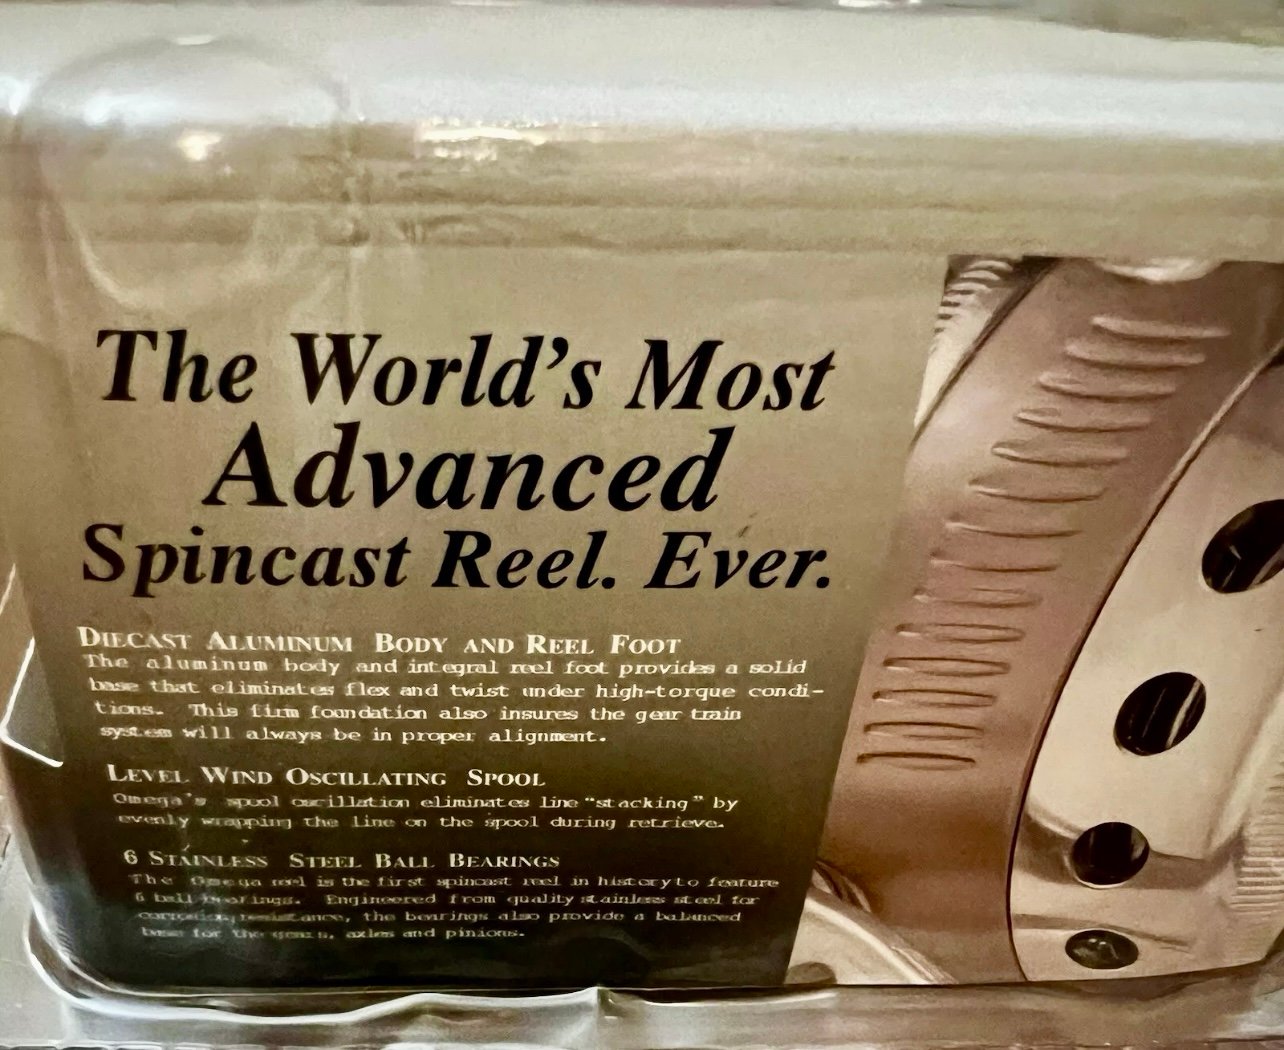 The World's Most
Advanced
Spincast Reel. Ever.
DIECAST ALUMINUM BODY AND REEL FOOT
The aluminum body and integral reel foot provides a solid
base that eliminates flex and twist under high-torque condi-
tions. This firm foundation also insures the gear train
system will always be in proper alignment.
LEVEL WIND OSCILLATING SPOOL
Omega's spool oscillation eliminates line "stacking" by
evenly wrapping the line on the spool during retrieve.
6 STAINLESS STEEL BALL BEARINGS
The Omega reel is the first spincast reel in history to feature
6 ball bearings. Engineered from quality stainless steel for
corrosion resistance, the bearings also provide a balanced
base for the gears, axles and pinions.